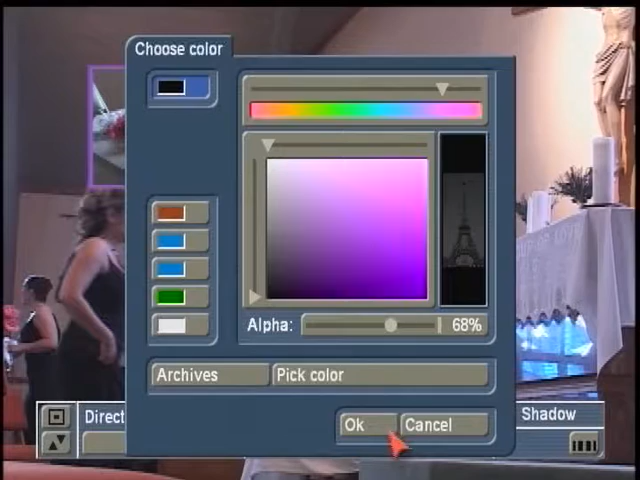 Choose color
Alpha:
68%
Archives
Pick color
Ok
Cancel
Direct
Shadow